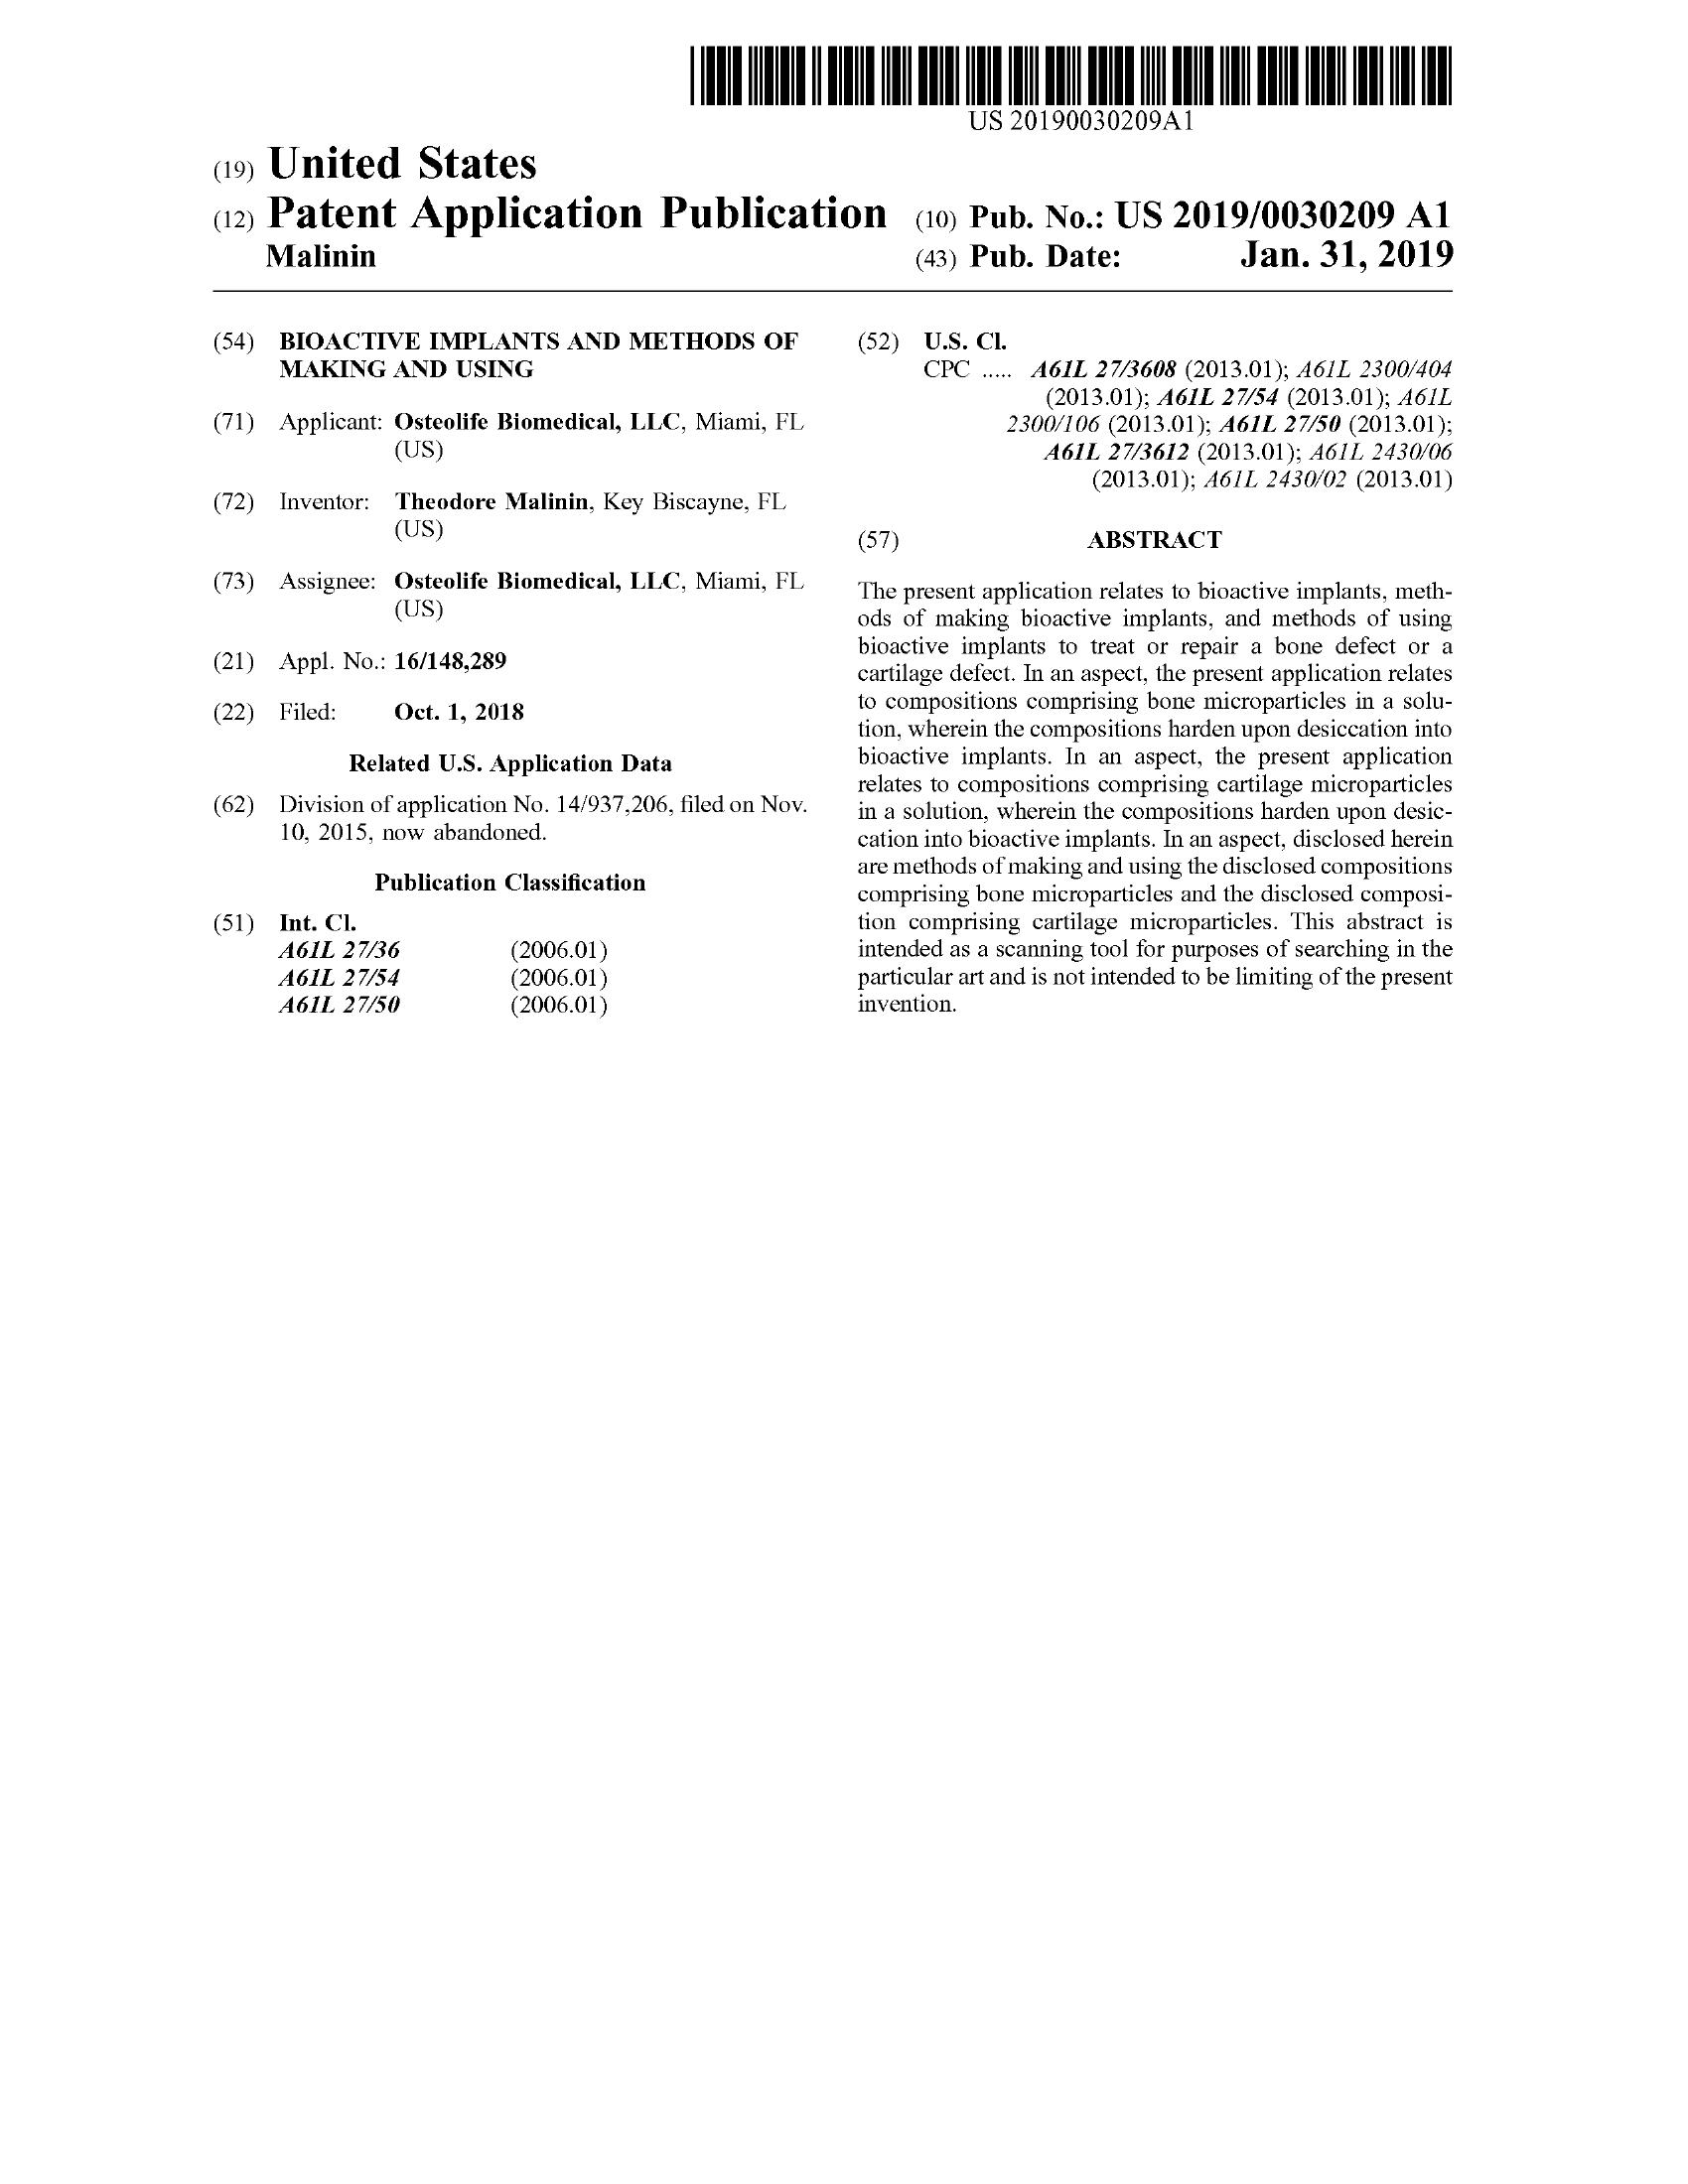 US 20190030209A1
(19) United States
(12) Patent Application Publication (10) Pub. No.: US 2019/0030209 A1
Malinin (43) Pub. Date: Jan. 31, 2019
(54) BIOACTIVE IMPLANTS AND METHODS OF
MAKING AND USING
(71) Applicant: Osteolife Biomedical, LLC, Miami, FL
(US)
(72) Inventor: Theodore Malinin, Key Biscayne, FL
(US)
(73) Assignee: Osteolife Biomedical, LLC, Miami, FL
(US)
(21) Appl. No.: 16/148,289
(22) Filed: Oct. 1, 2018
Related U.S. Application Data
(62) Division of application No. 14/937,206, filed on Nov.
10, 2015, now abandoned.
Publication Classification
(51) Int. Cl.
A61L 27/36 (2006.01)
A61L 27/54 (2006.01)
A61L 27/50 (2006.01)
(52) U.S. Cl.
CPC ..... A61L 27/3608 (2013.01); A61L 2300/404
(2013.01); A61L 27/54 (2013.01); A61L
2300/106 (2013.01); A61L 27/50 (2013.01);
A61L 27/3612 (2013.01); A61L 2430/06
(2013.01); A61L 2430/02 (2013.01)
(57) ABSTRACT
The present application relates to bioactive implants, meth-
ods of making bioactive implants, and methods of using
bioactive implants to treat or repair a bone defect or a
cartilage defect. In an aspect, the present application relates
to compositions comprising bone microparticles in a solu-
tion, wherein the compositions harden upon desiccation into
bioactive implants. In an aspect, the present application
relates to compositions comprising cartilage microparticles
in a solution, wherein the compositions harden upon desic-
cation into bioactive implants. In an aspect, disclosed herein
are methods of making and using the disclosed compositions
comprising bone microparticles and the disclosed composi-
tion comprising cartilage microparticles. This abstract is
intended as a scanning tool for purposes of searching in the
particular art and is not intended to be limiting of the present
invention.